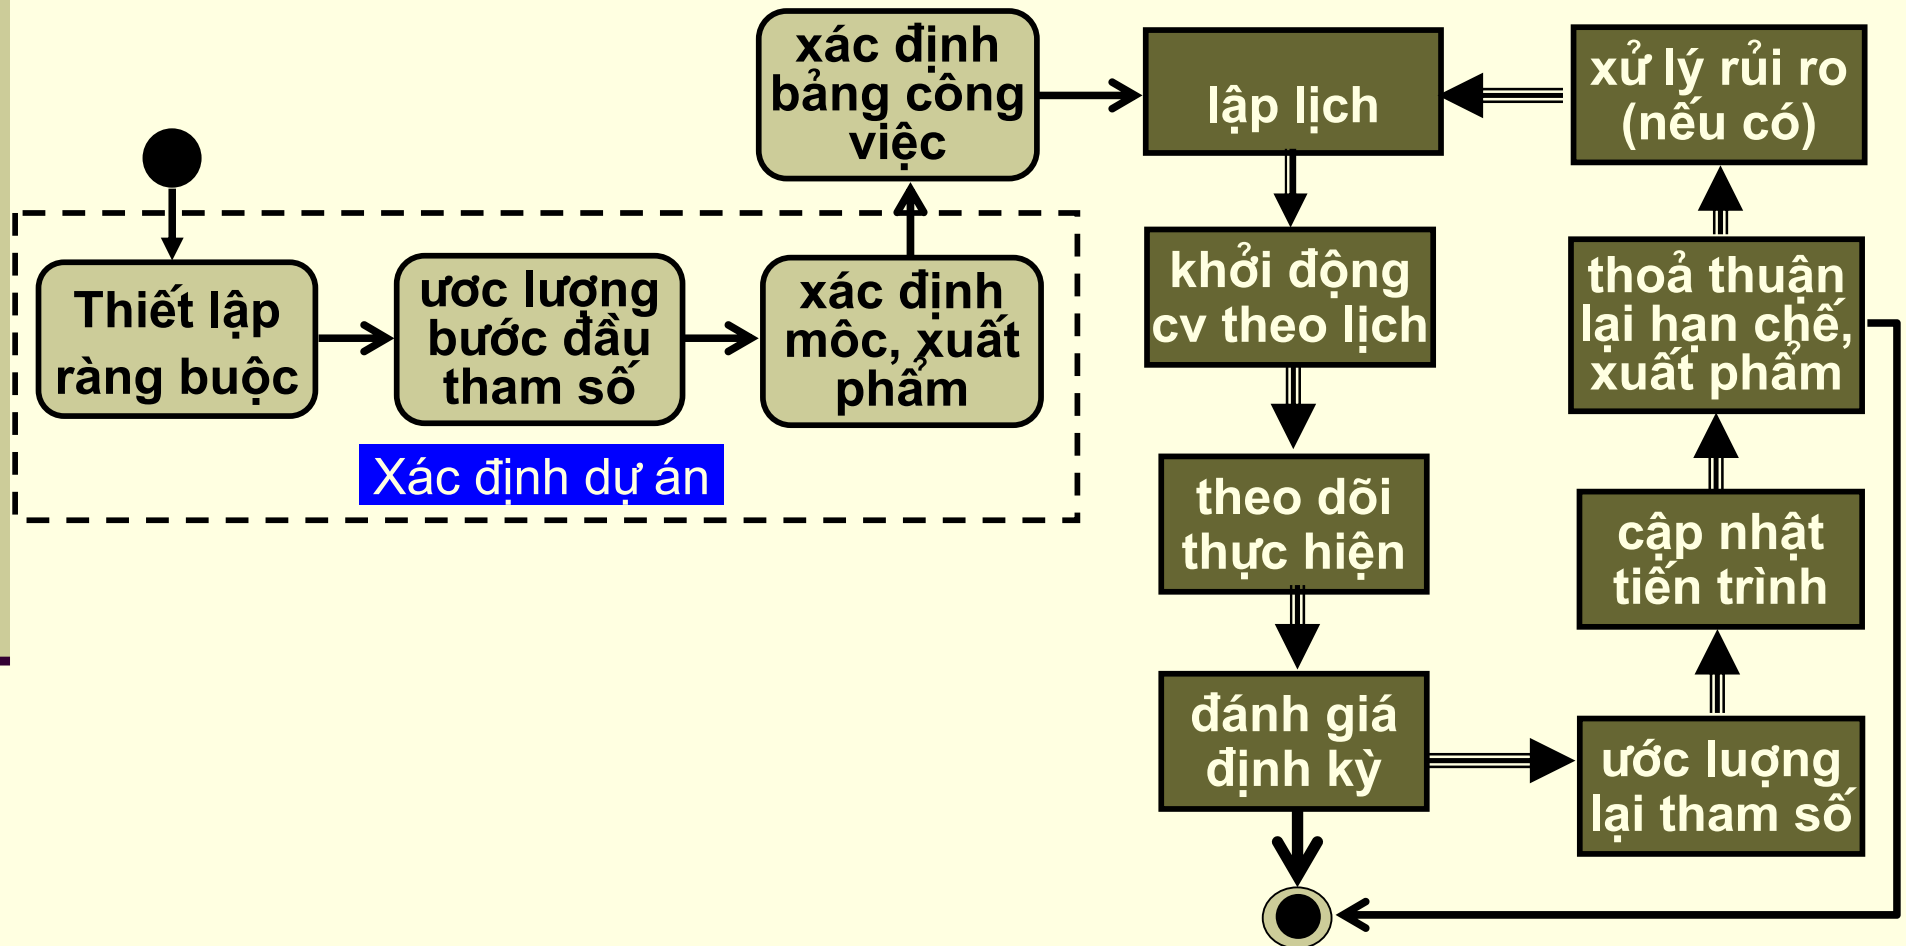 xác định
bảng công
việc
lập lịch
xử lý rủi ro
(nếu có)
Thiết lập
ràng buộc
ươc lượng
bước đầu
tham số
xác định
môc, xuất
phẩm
Xác định dự án
khởi động
cv theo lịch
thoả thuận
lại hạn chế,
xuất phẩm
theo dõi
thực hiện
cập nhật
tiến trình
đánh giá
định kỳ
ước luợng
lại tham số